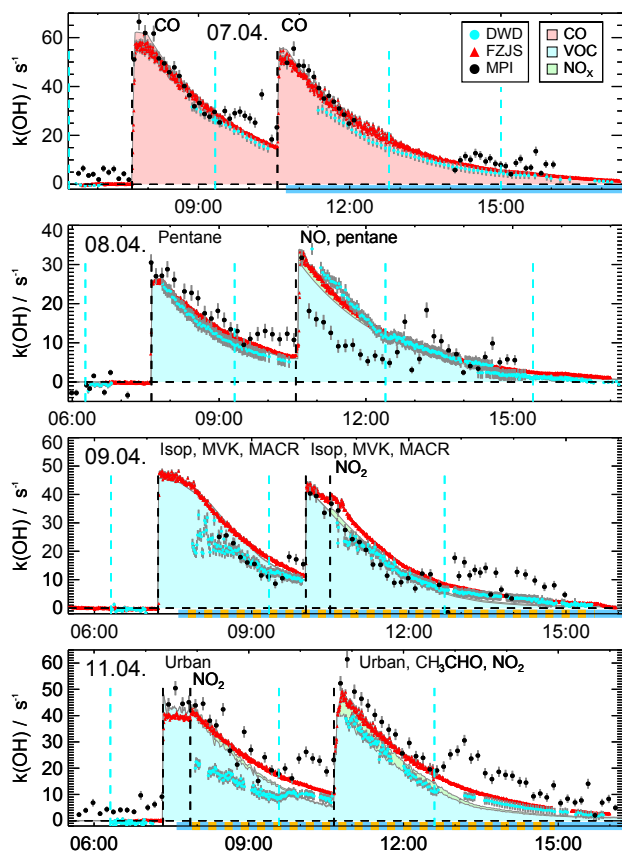 CO 07.04. CO
DWD
FZJS
MPI
CO
VOC
NOx
k(OH) / s⁻¹
60
50
40
30
20
10
0
09:00 12:00 15:00
08.04. Pentane NO, pentane
k(OH) / s⁻¹
40
30
20
10
0
06:00 09:00 12:00 15:00
09.04. Isop, MVK, MACR Isop, MVK, MACR
NO₂
k(OH) / s⁻¹
50
40
30
20
10
0
06:00 09:00 12:00 15:00
11.04. Urban Urban, CH₃CHO, NO₂
NO₂
k(OH) / s⁻¹
60
50
40
30
20
10
0
06:00 09:00 12:00 15:00